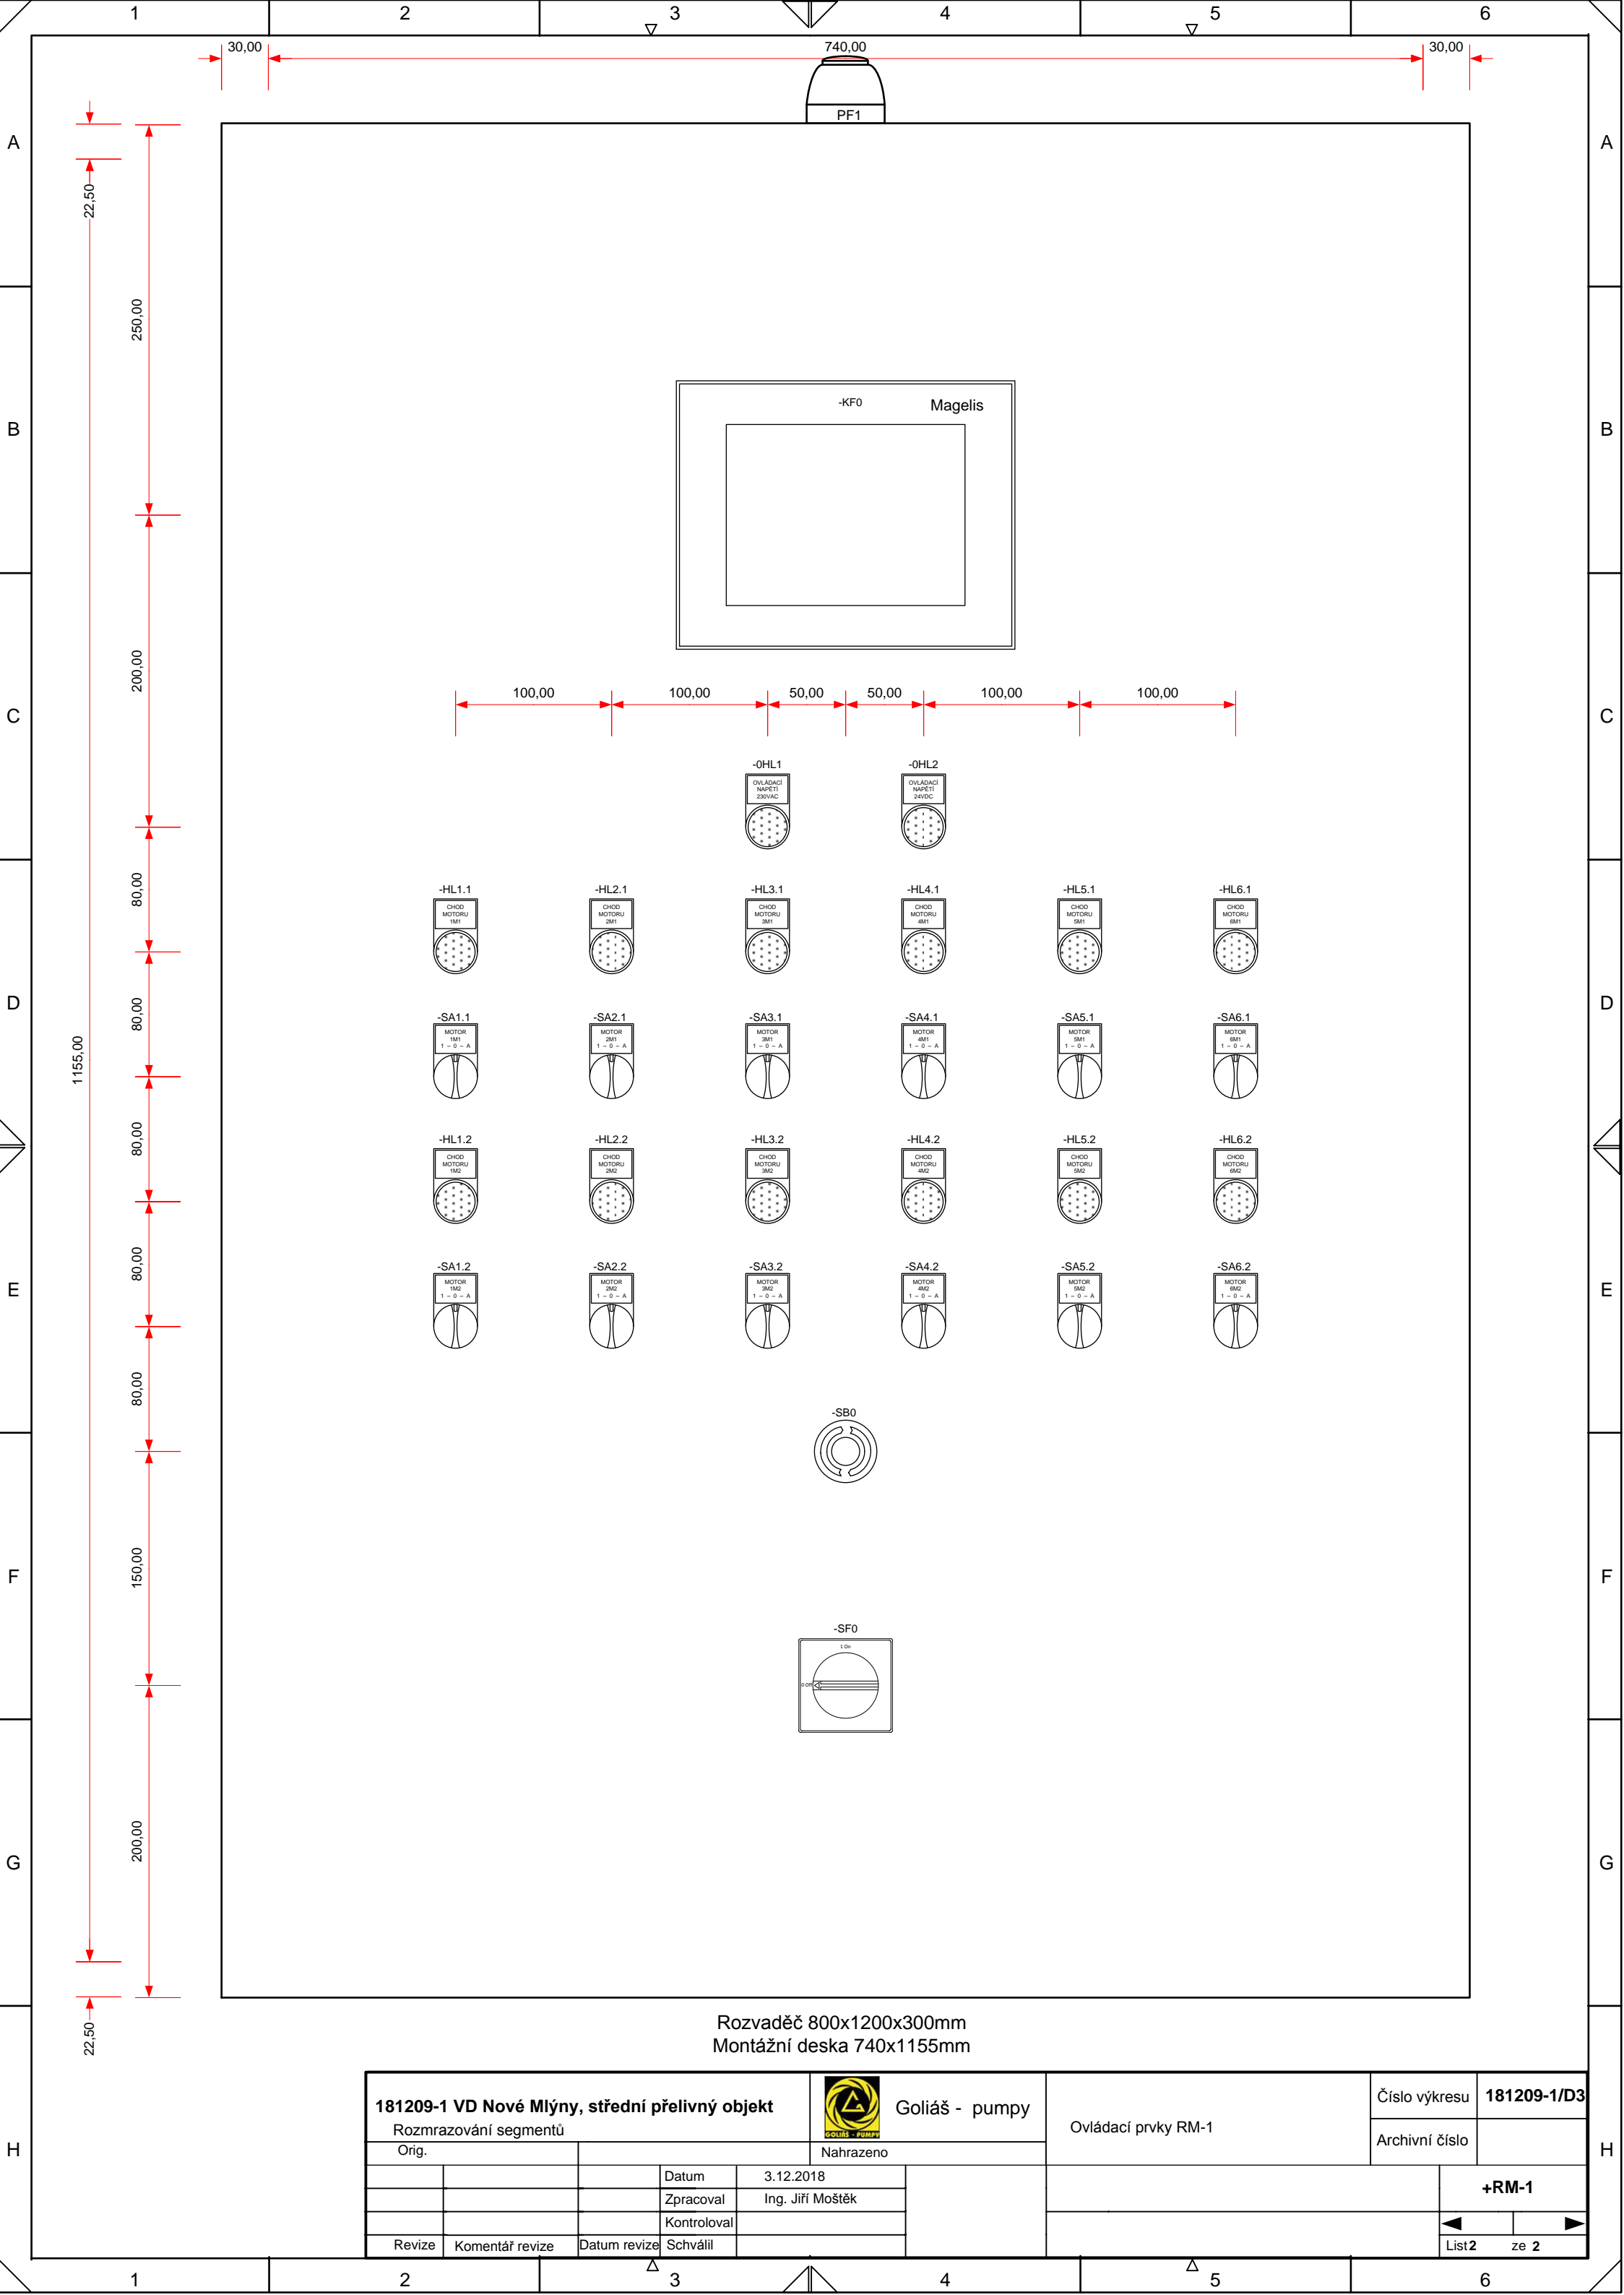 1 2 3 4 5 6
30,00 740,00 30,00
PF1
A A
22,50
250,00
-KF0 Magelis
B B
200,00
100,00 100,00 50,00 50,00 100,00 100,00
C C
-0HL1 -0HL2
OVLÁDACÍ OVLÁDACÍ
NAPĚTÍ NAPĚTÍ
230VAC 24VDC
80,00
-HL1.1 -HL2.1 -HL3.1 -HL4.1 -HL5.1 -HL6.1
CHOD CHOD CHOD CHOD CHOD CHOD
MOTORU MOTORU MOTORU MOTORU MOTORU MOTORU
1M1 2M1 3M1 4M1 5M1 6M1
D D
80,00
-SA1.1 -SA2.1 -SA3.1 -SA4.1 -SA5.1 -SA6.1
MOTOR MOTOR MOTOR MOTOR MOTOR MOTOR
1M1 2M1 3M1 4M1 5M1 6M1
1 – 0 – A 1 – 0 – A 1 – 0 – A 1 – 0 – A 1 – 0 – A 1 – 0 – A
1155,00
80,00
-HL1.2 -HL2.2 -HL3.2 -HL4.2 -HL5.2 -HL6.2
CHOD CHOD CHOD CHOD CHOD CHOD
MOTORU MOTORU MOTORU MOTORU MOTORU MOTORU
1M2 2M2 3M2 4M2 5M2 6M2
80,00
-SA1.2 -SA2.2 -SA3.2 -SA4.2 -SA5.2 -SA6.2
MOTOR MOTOR MOTOR MOTOR MOTOR MOTOR
1M2 2M2 3M2 4M2 5M2 6M2
1 – 0 – A 1 – 0 – A 1 – 0 – A 1 – 0 – A 1 – 0 – A 1 – 0 – A
E E
80,00
-SB0
150,00
F F
-SF0
1 On
0 Off
200,00
G G
22,50
Rozvaděč 800x1200x300mm
Montážní deska 740x1155mm
181209-1 VD Nové Mlýny, střední přelivný objekt
Rozmrazování segmentů
GOLIÁŠ - PUMPY
Goliáš - pumpy
Ovládací prvky RM-1
Číslo výkresu 181209-1/D3
Archivní číslo
H H
Orig. Nahrazeno
Datum 3.12.2018
Zpracoval Ing. Jiří Moštěk
+RM-1
Kontroloval
Revize Komentář revize Datum revize Schválil
List 2 ze 2
1 2 3 4 5 6